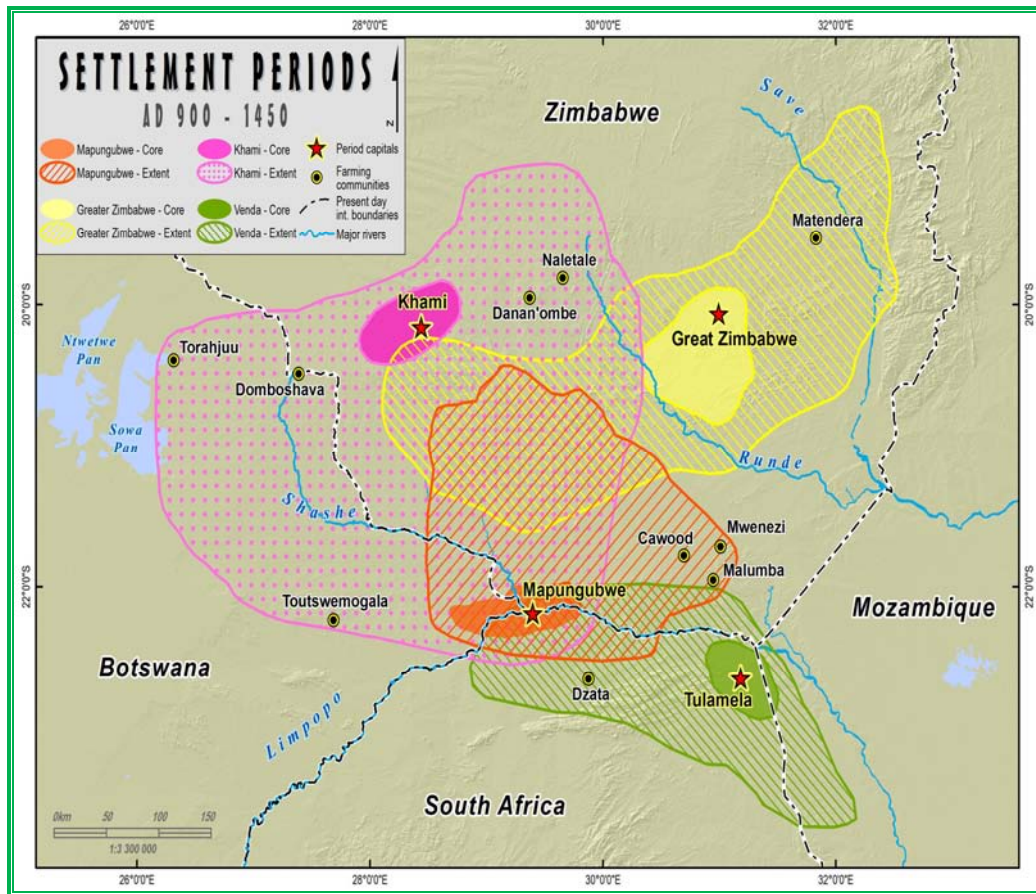 26°0'0"E 28°0'0"E 30°0'0"E 32°0'0"E
SETTLEMENT PERIODS
AD 900 - 1450
N
Mapungubwe - Core
Mapungubwe - Extent
Greater Zimbabwe - Core
Greater Zimbabwe - Extent
Khami - Core
Khami - Extent
Venda - Core
Venda - Extent
Period capitals
Farming
communities
Present day
int. boundaries
Major rivers
Zimbabwe
Save
Matendera
Naletale
Danan'ombe
20°0'0"S
20°0'0"S
Khami
Great Zimbabwe
Ntwetwe
Pan
Torahjuu
Domboshava
Sowa
Pan
Runde
Shashe
Mwenezi
Cawood
Malumba
22°0'0"S
22°0'0"S
Mapungubwe
Toutswemogala
Mozambique
Botswana
Dzata
Tulamela
Limpopo
South Africa
0km 50 100 150
1:3 300 000
26°0'0"E 28°0'0"E 30°0'0"E 32°0'0"E